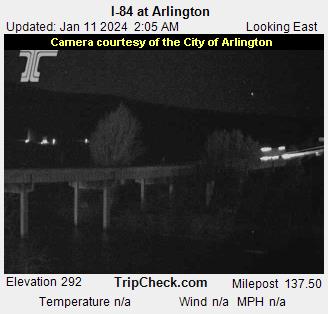 I-84 at Arlington
Updated: Jan 11 2024 2:05 AM Looking East
Camera courtesy of the City of Arlington
Elevation 292 TripCheck.com Milepost 137.50
Temperature n/a Wind n/a MPH n/a